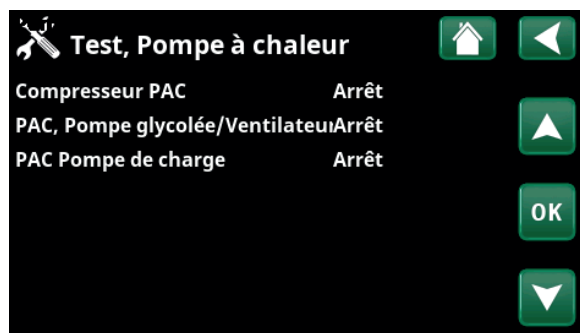 Test, Pompe à chaleur
Compresseur PAC Arrêt
PAC, Pompe glycolée/Ventilateur Arrêt
PAC Pompe de charge Arrêt
OK